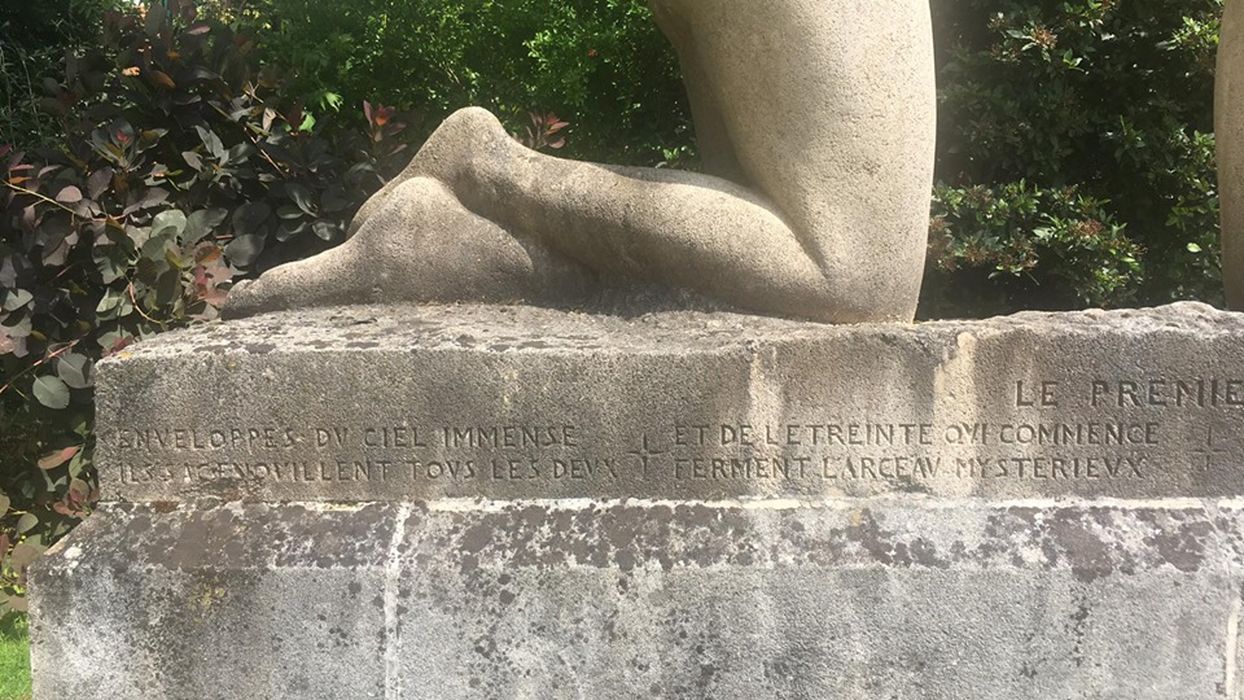 LE PREMIE
ENVELOPPES DV CIEL IMMENSE
ILS S'AGENOVILLENT TOVS LES DEVX
ET DE L'ETREINTE QVI COMMENCE
FERMENT L'ARCEAV MYSTERIEVX